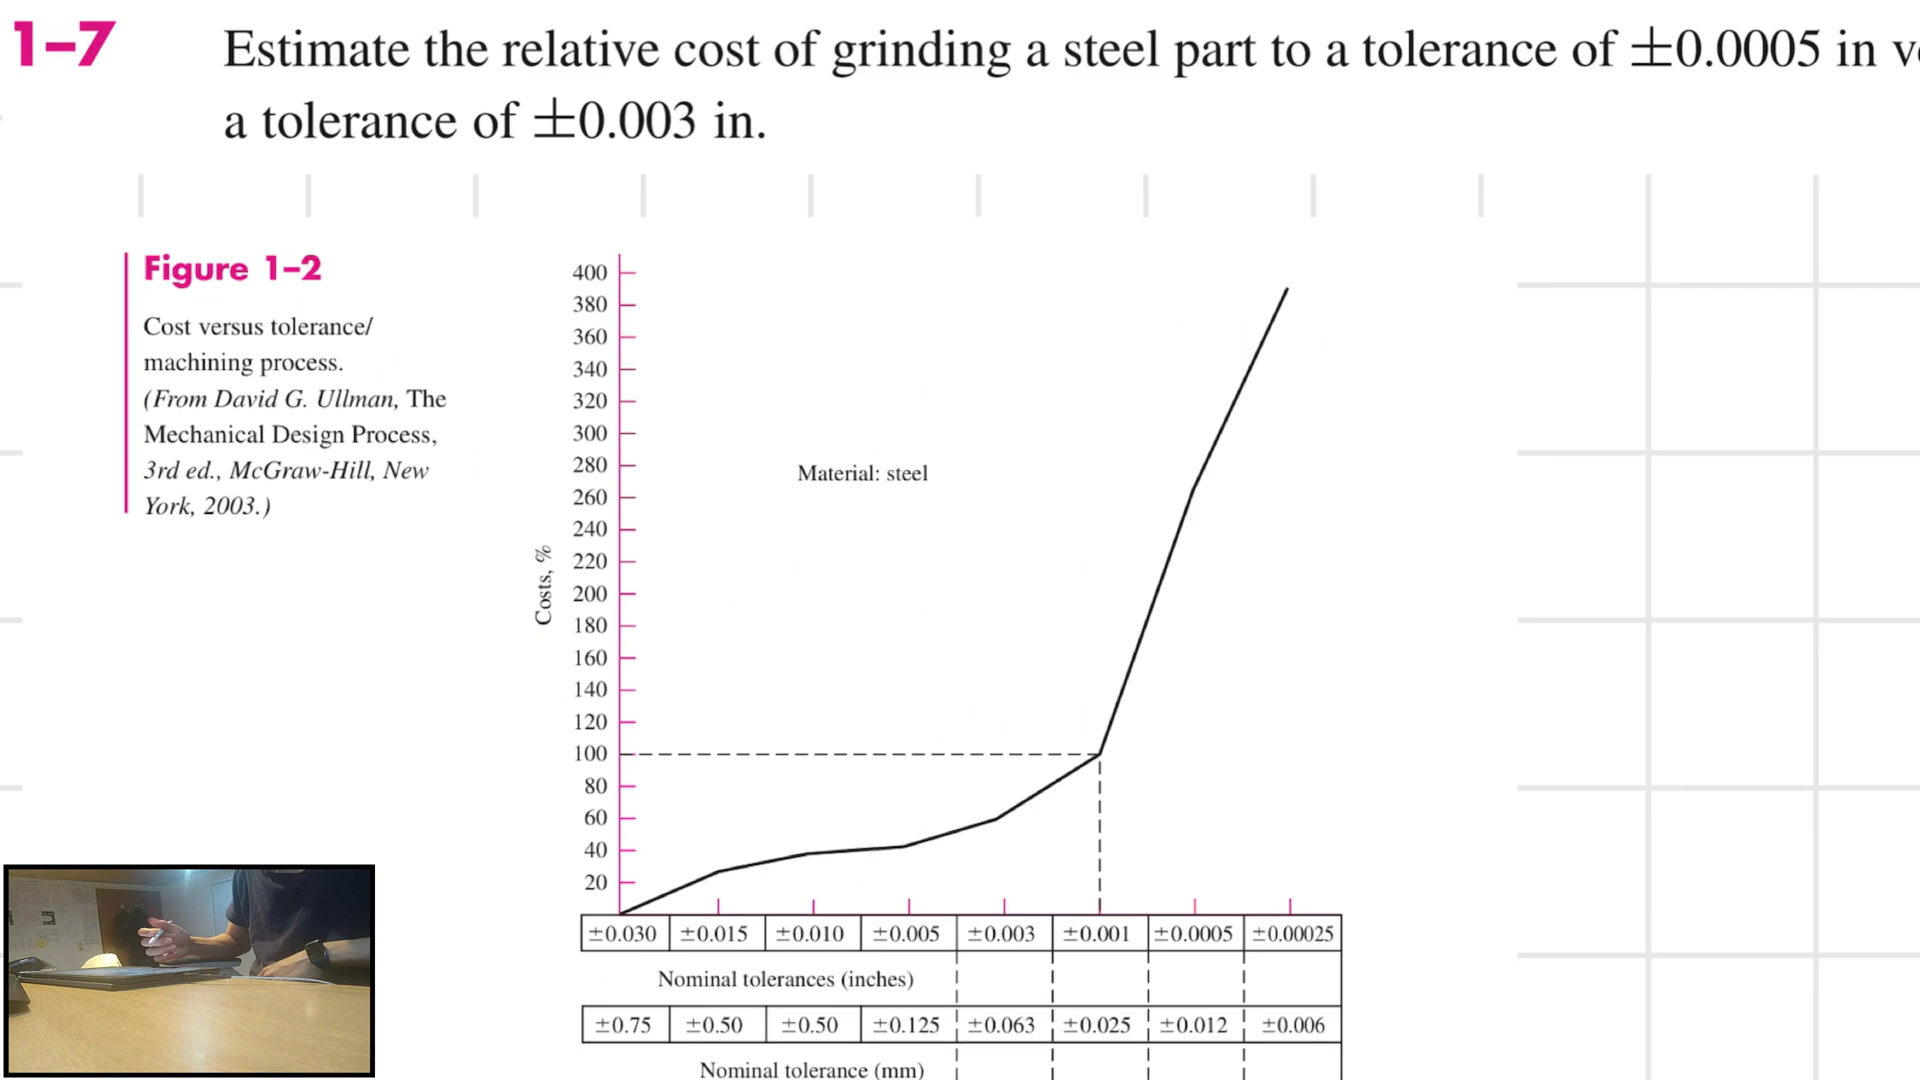 1–7
Estimate the relative cost of grinding a steel part to a tolerance of ±0.0005 in
a tolerance of ±0.003 in.
Figure 1–2
Cost versus tolerance/
machining process.
(From David G. Ullman, The
Mechanical Design Process,
3rd ed., McGraw-Hill, New
York, 2003.)
400
380
360
340
320
300
280
260
240
220
200
180
160
140
120
100
80
60
40
20
Costs, %
Material: steel
±0.030 ±0.015 ±0.010 ±0.005 ±0.003 ±0.001 ±0.0005 ±0.00025
Nominal tolerances (inches)
±0.75 ±0.50 ±0.50 ±0.125 ±0.063 ±0.025 ±0.012 ±0.006
Nominal tolerance (mm)